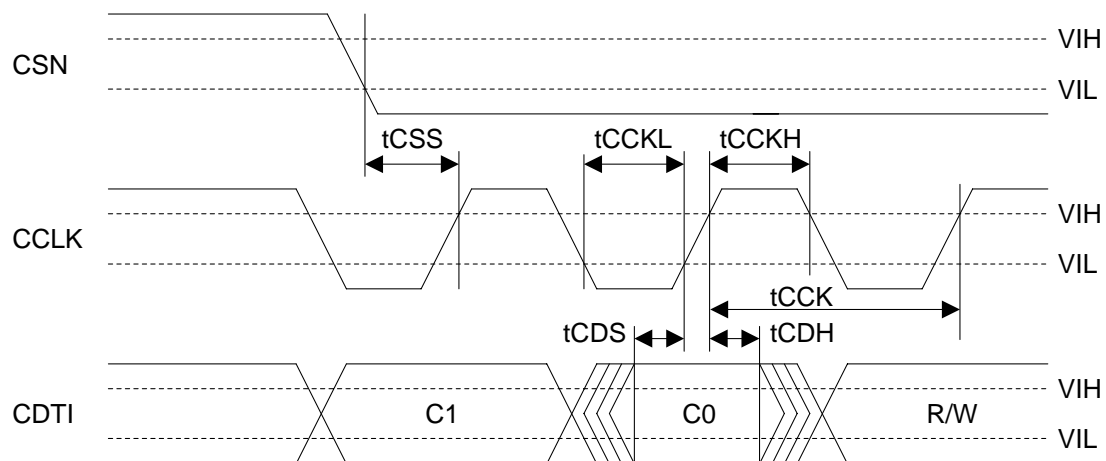 CSN
VIH
VIL
tCSS
tCCKL
tCCKH
CCLK
VIH
VIL
tCCK
tCDS
tCDH
CDTI
C1
C0
R/W
VIH
VIL